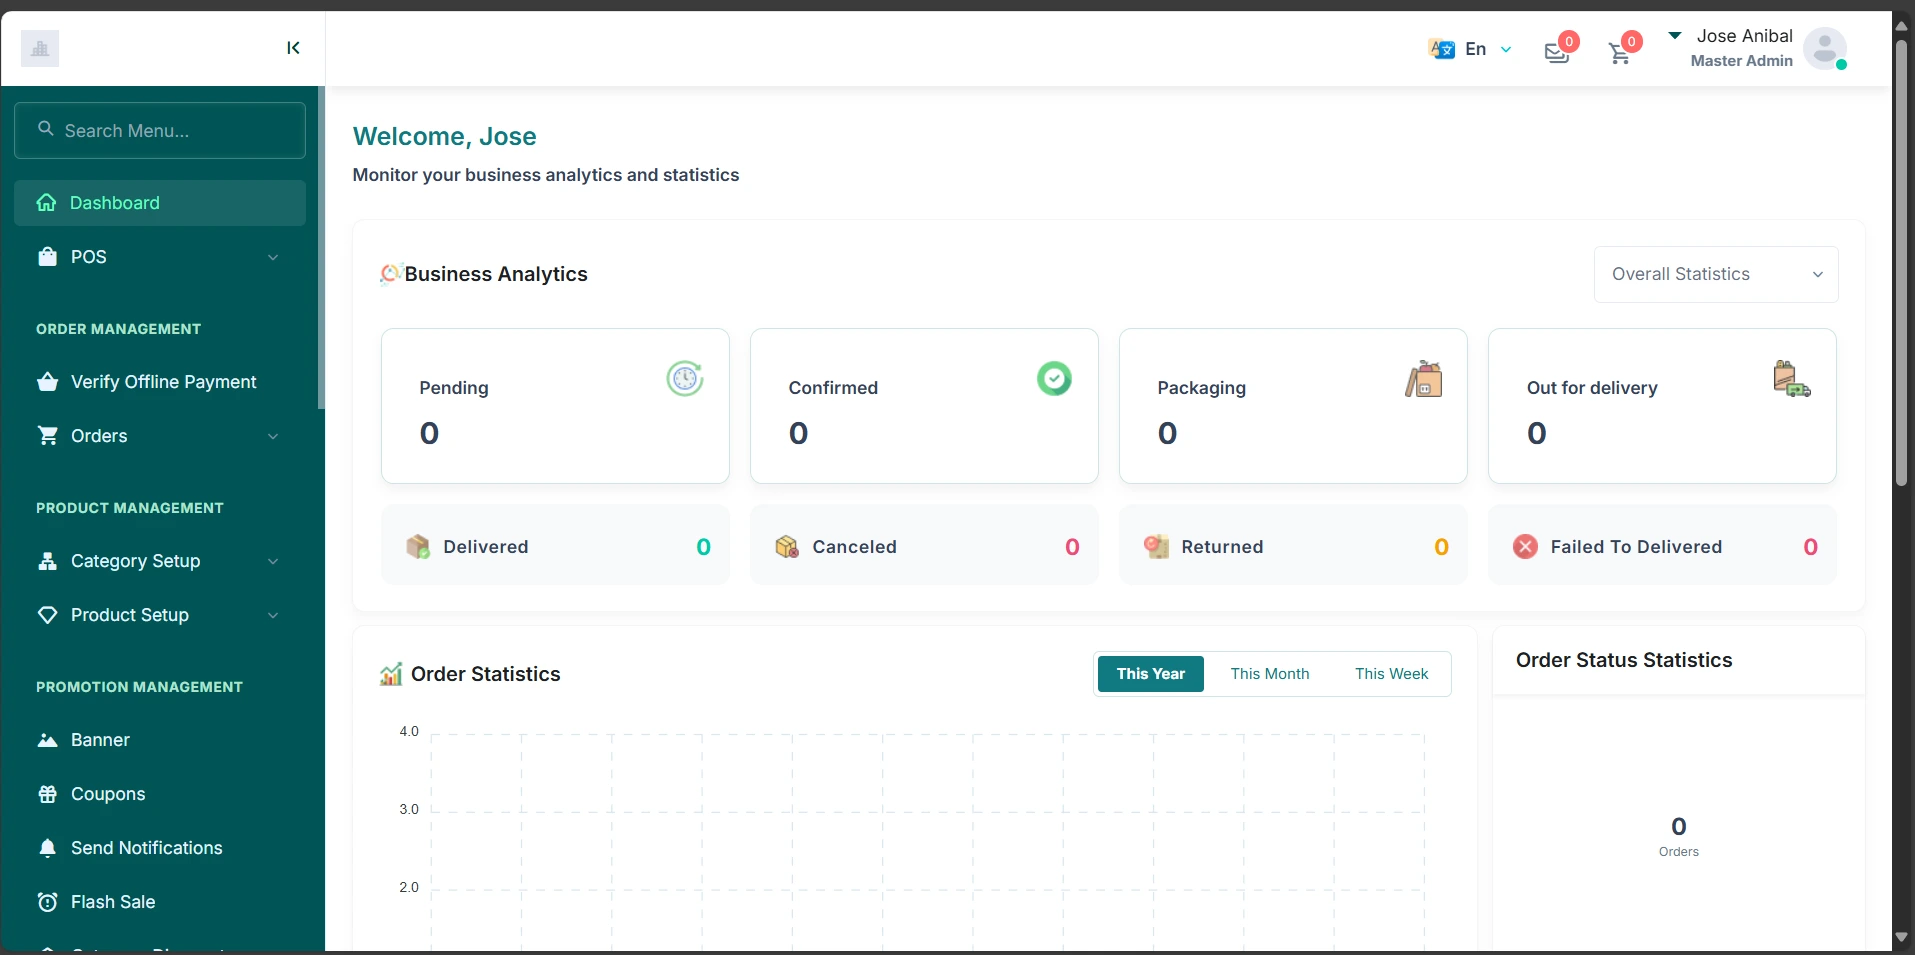 En
0
0
Jose Anibal
Master Admin
Search Menu...
Dashboard
POS
ORDER MANAGEMENT
Verify Offline Payment
Orders
PRODUCT MANAGEMENT
Category Setup
Product Setup
PROMOTION MANAGEMENT
Banner
Coupons
Send Notifications
Flash Sale
Welcome, Jose
Monitor your business analytics and statistics
Business Analytics
Overall Statistics
Pending
0
Confirmed
0
Packaging
0
Out for delivery
0
Delivered 0
Canceled 0
Returned 0
Failed To Delivered 0
Order Statistics
This Year This Month This Week
4.0
3.0
2.0
Order Status Statistics
0
Orders